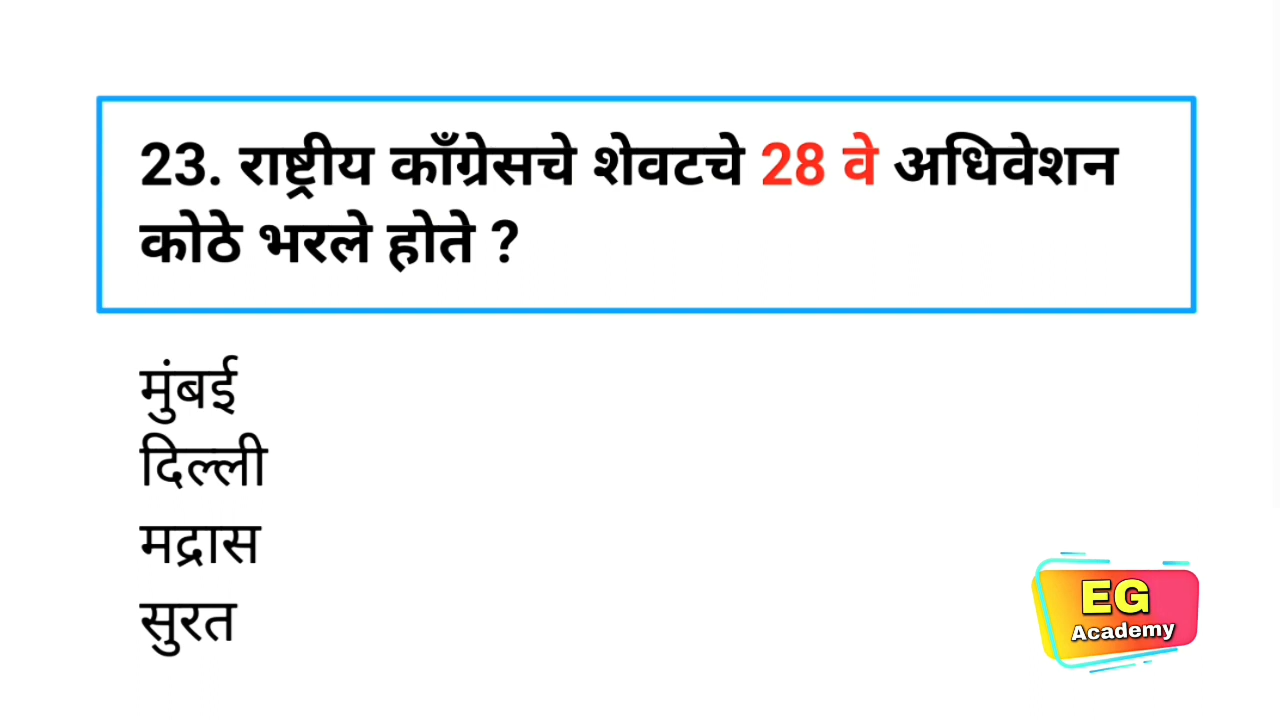 23. राष्ट्रीय काँग्रेसचे शेवटचे 28 वे अधिवेशन
कोठे भरले होते ?
मुंबई
दिल्ली
मद्रास
सुरत
EG
Academy